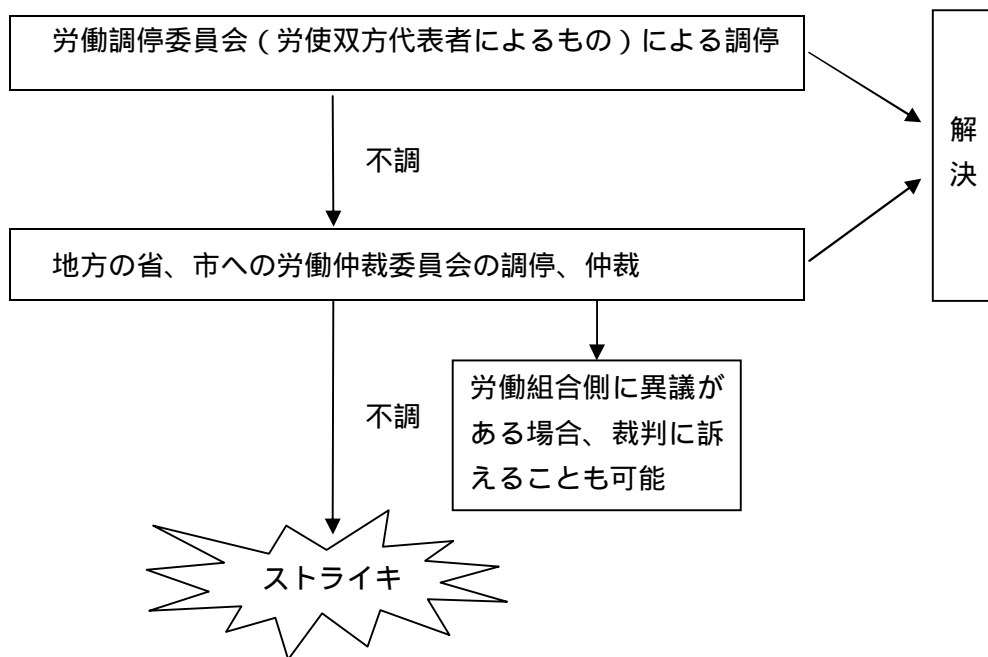 労働調停委員会（労使双方代表者によるもの）による調停
解
決
不調
地方の省、市への労働仲裁委員会の調停、仲裁
労働組合側に異議が
ある場合、裁判に訴
えることも可能
不調
ストライキ